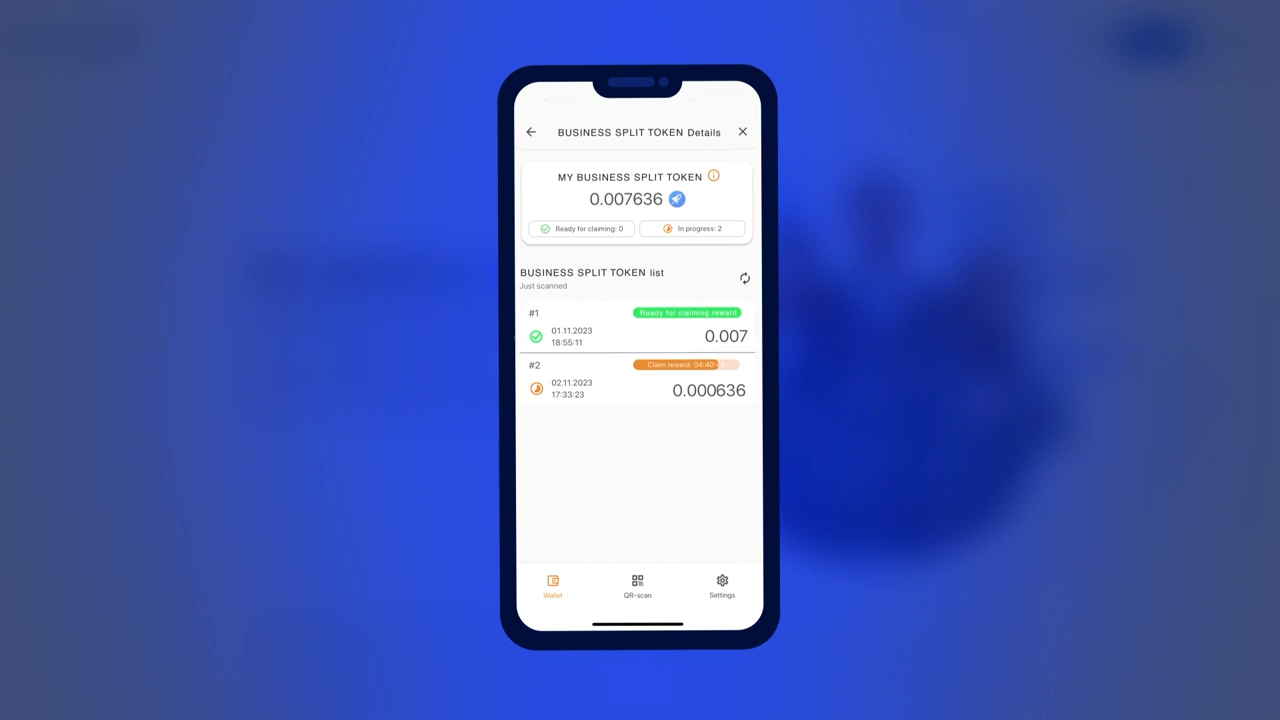 BUSINESS SPLIT TOKEN Details
MY BUSINESS SPLIT TOKEN
0.007636
Ready for claiming: 0
In progress: 2
BUSINESS SPLIT TOKEN list
Just scanned
#1
Ready for claiming reward
01.11.2023
18:55:11
0.007
#2
Claim reward: 04:40
02.11.2023
17:33:23
0.000636
Wallet
QR-scan
Settings